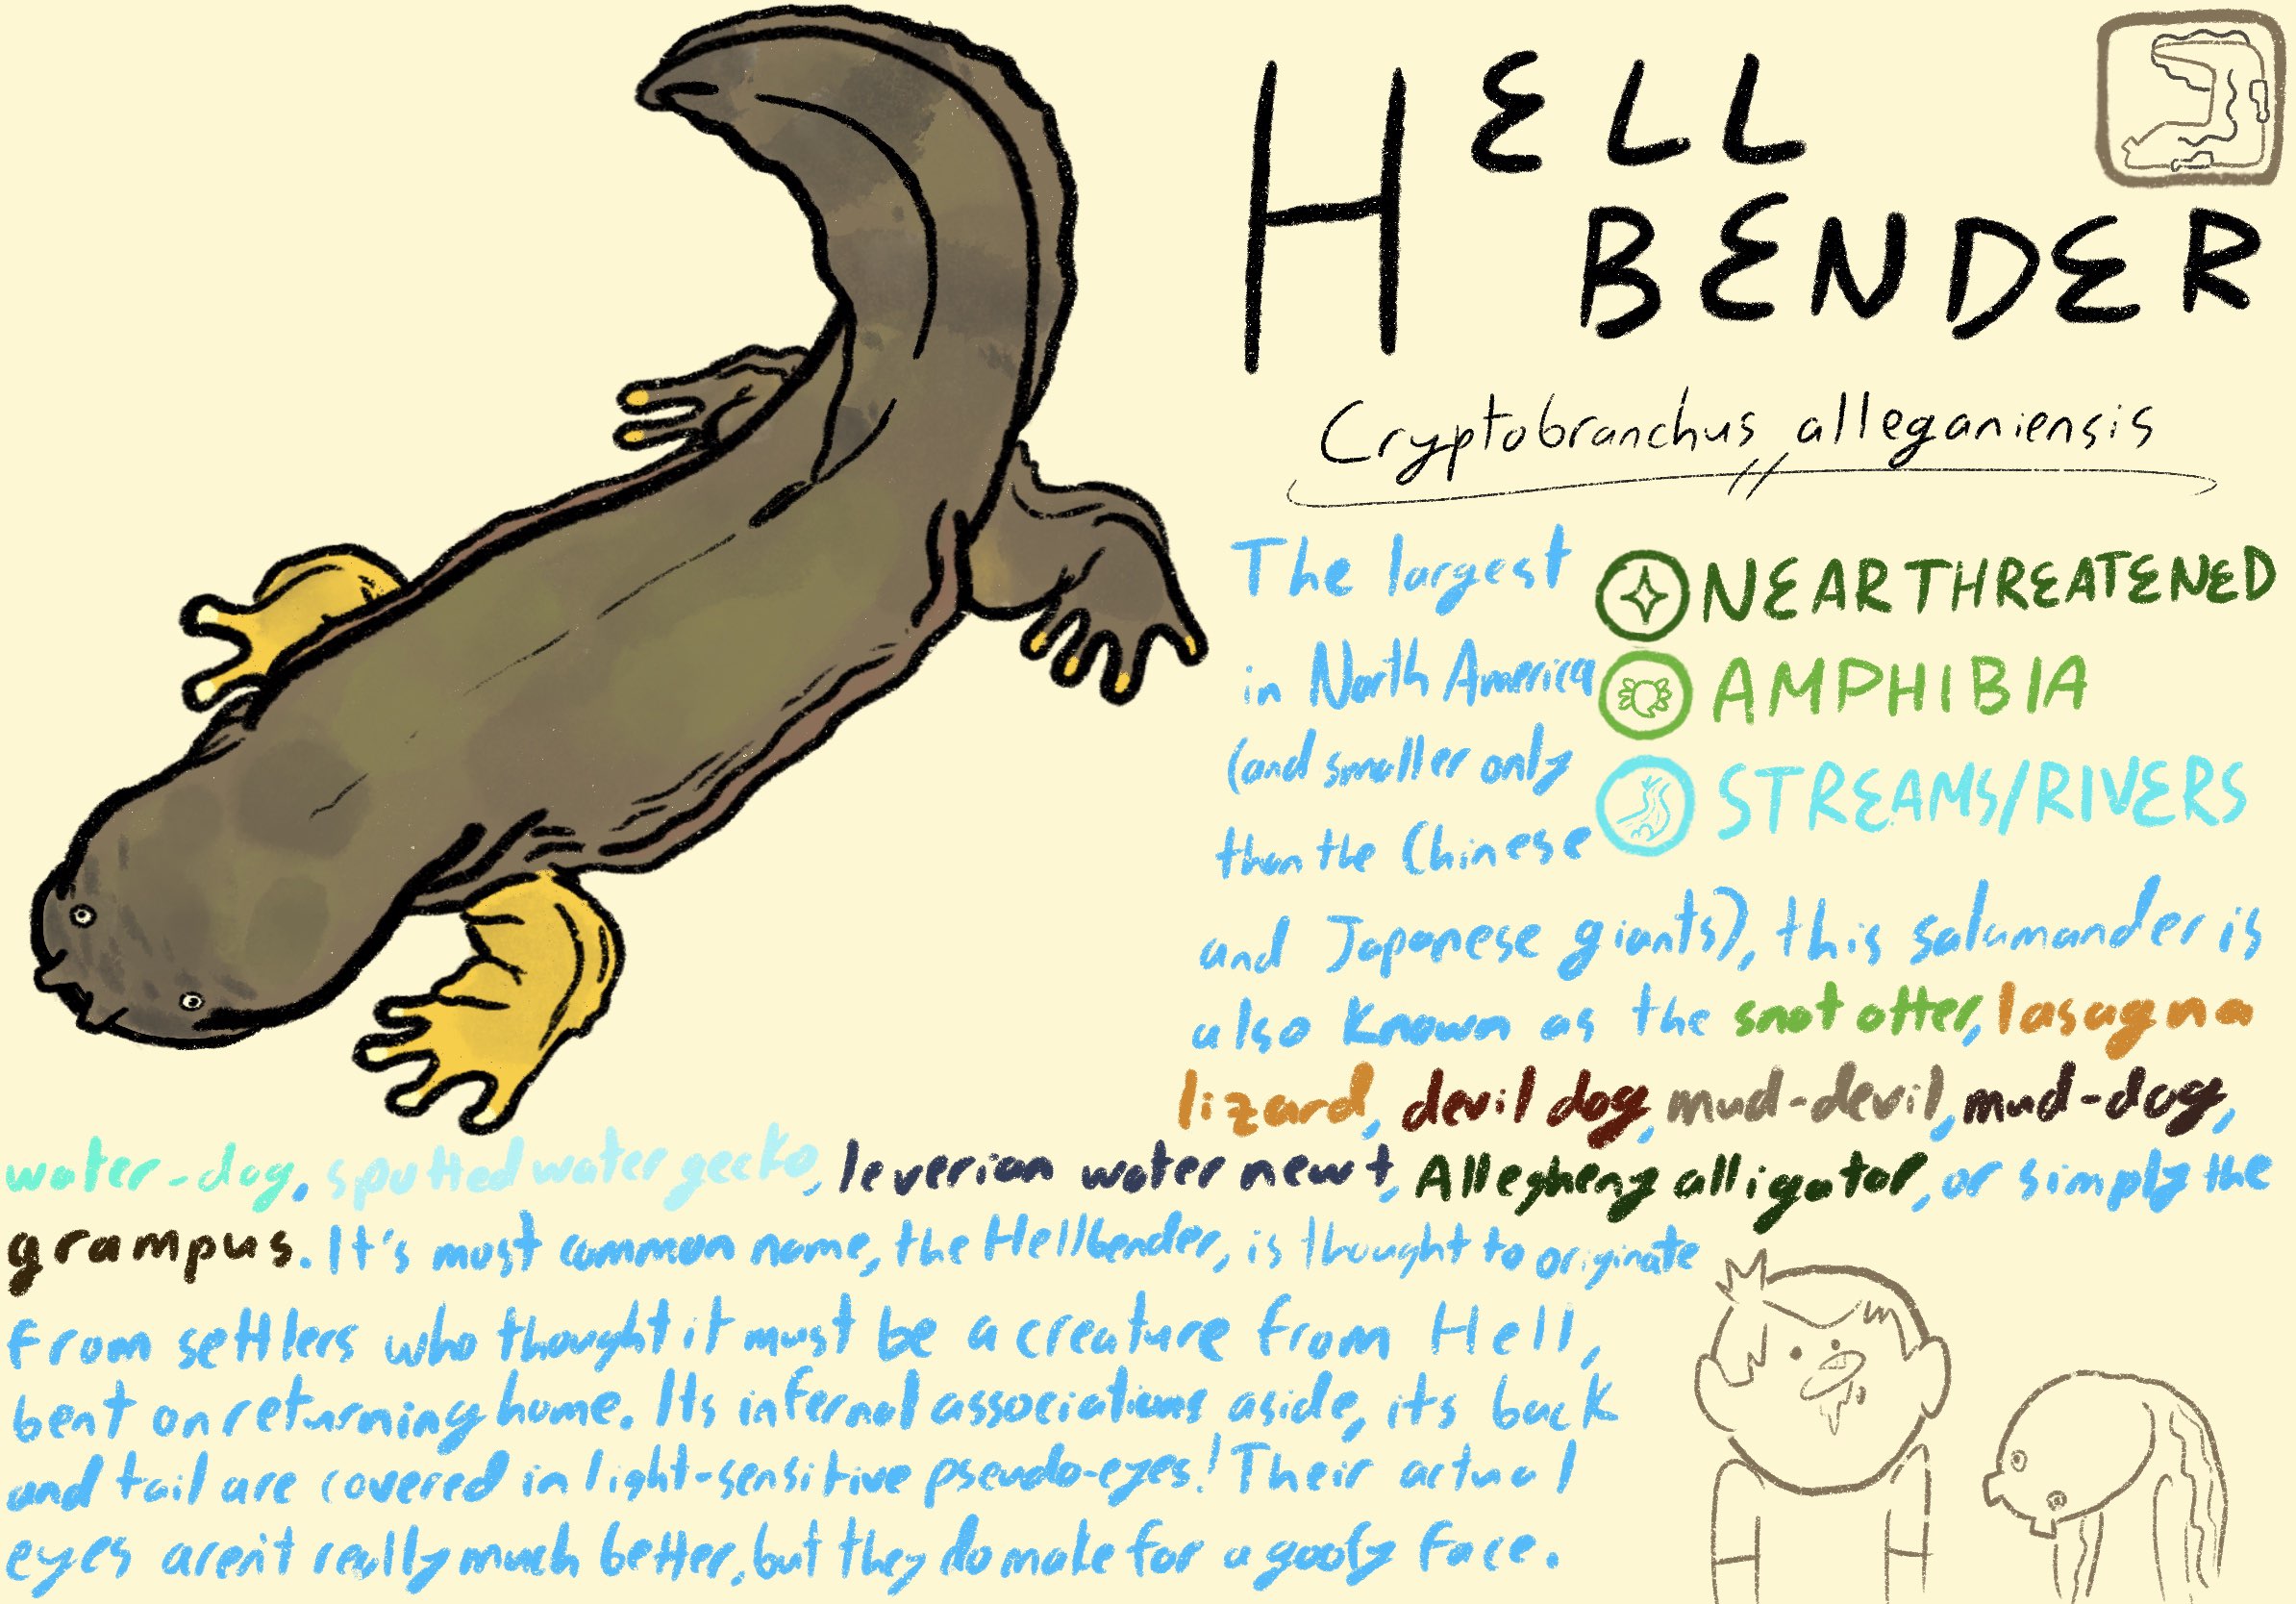 HELL
BENDER
Cryptobranchus alleganiensis
The largest
in North America
(and smaller only
than the Chinese
NEAR THREATENED
AMPHIBIA
STREAMS/RIVERS
and Japanese giants), this salamander is
also known as the snot otter, lasagna
lizard, devil dog, mud-devil, mud-dog,
water-dog, spotted water gecko, leverian water newt, Allegheny alligator, or simply the
grampus. It's most common name, the Hellbender, is thought to originate
from settlers who thought it must be a creature from Hell,
bent on returning home. Its infernal associations aside, its back
and tail are covered in light-sensitive pseudo-eyes! Their actual
eyes aren't really much better, but they do make for a goofy face.